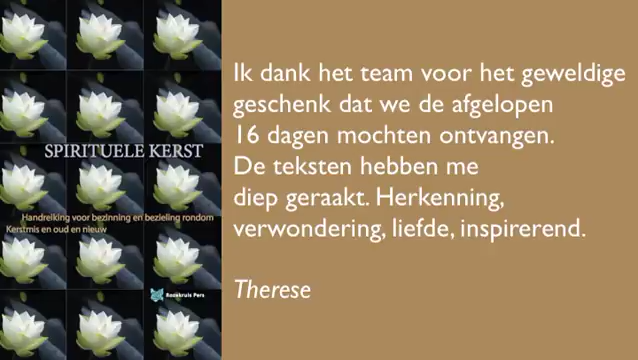 SPIRITUELE KERST
Handreiking voor bezinning en bezieling rondom
Kerstmis en oud en nieuw
Rozekruis Pers
Ik dank het team voor het geweldige
geschenk dat we de afgelopen
16 dagen mochten ontvangen.
De teksten hebben me
diep geraakt. Herkenning,
verwondering, liefde, inspirerend.
Therese